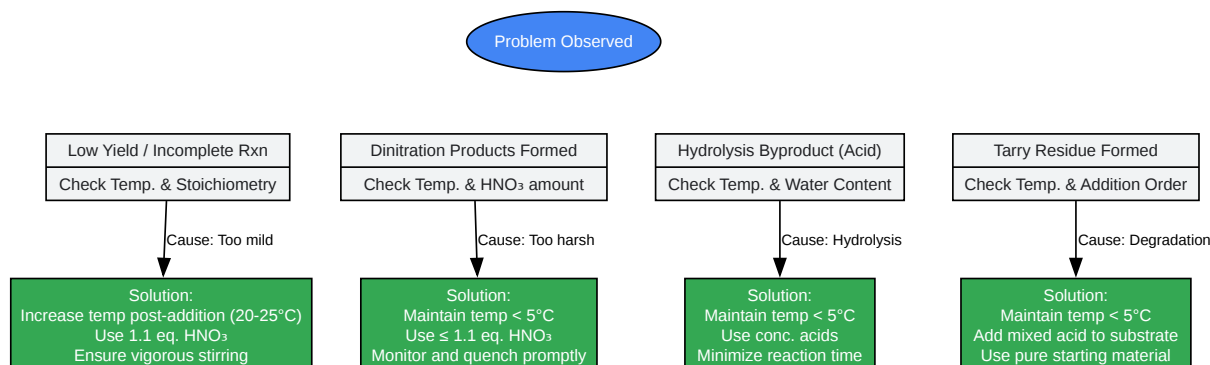 Problem Observed
Low Yield / Incomplete Rxn
Check Temp. & Stoichiometry
Dinitration Products Formed
Check Temp. & HNO₃ amount
Hydrolysis Byproduct (Acid)
Check Temp. & Water Content
Tarry Residue Formed
Check Temp. & Addition Order
Cause: Too mild
Cause: Too harsh
Cause: Hydrolysis
Cause: Degradation
Solution:
Increase temp post-addition (20-25°C)
Use 1.1 eq. HNO₃
Ensure vigorous stirring
Solution:
Maintain temp < 5°C
Use ≤ 1.1 eq. HNO₃
Monitor and quench promptly
Solution:
Maintain temp < 5°C
Use conc. acids
Minimize reaction time
Solution:
Maintain temp < 5°C
Add mixed acid to substrate
Use pure starting material